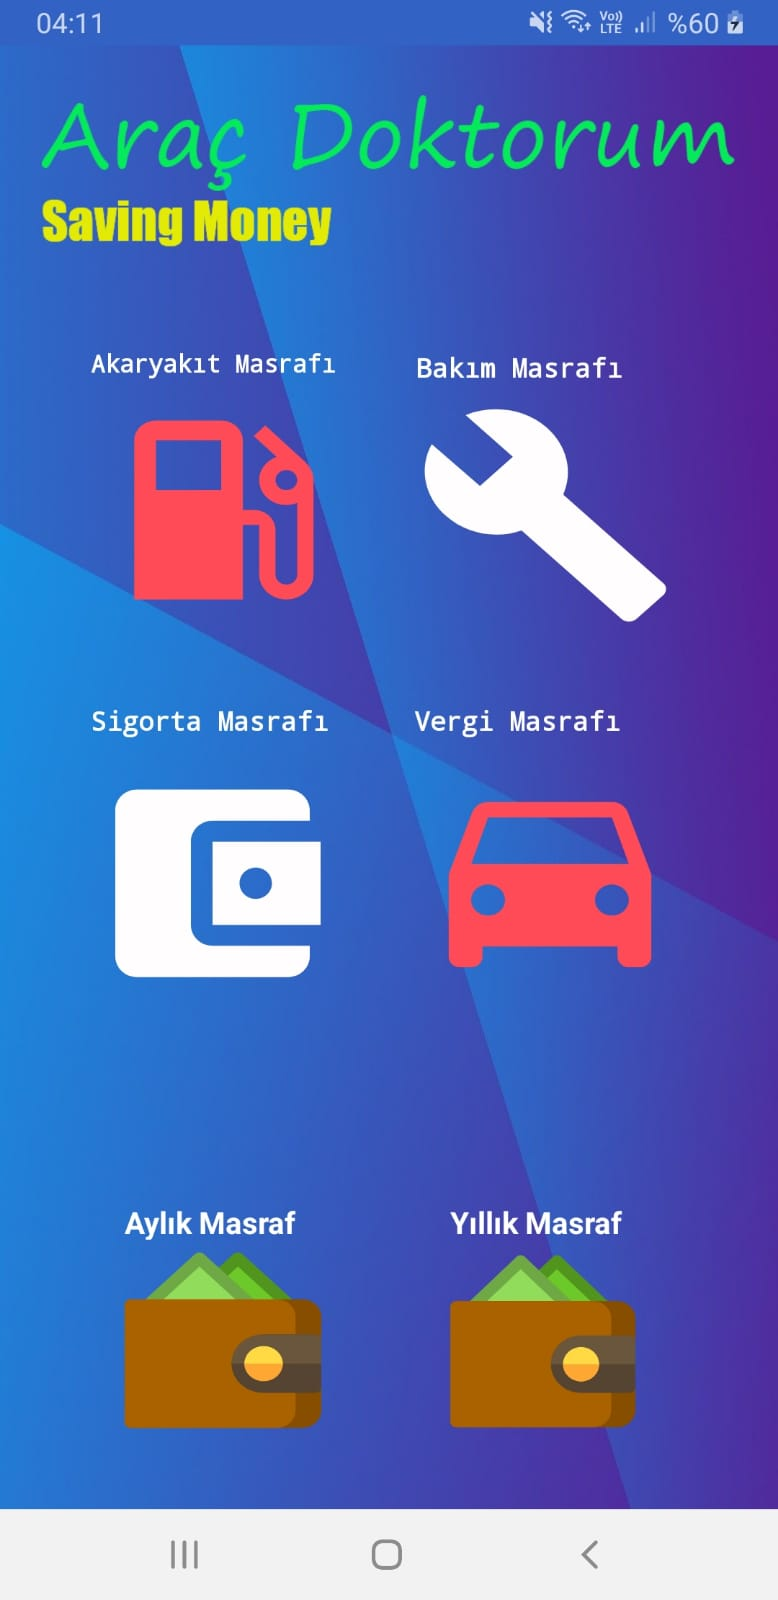 04:11
Vo)) LTE %60
Araç Doktorum
Saving Money
Akaryakıt Masrafı
Bakım Masrafı
Sigorta Masrafı
Vergi Masrafı
Aylık Masraf
Yıllık Masraf